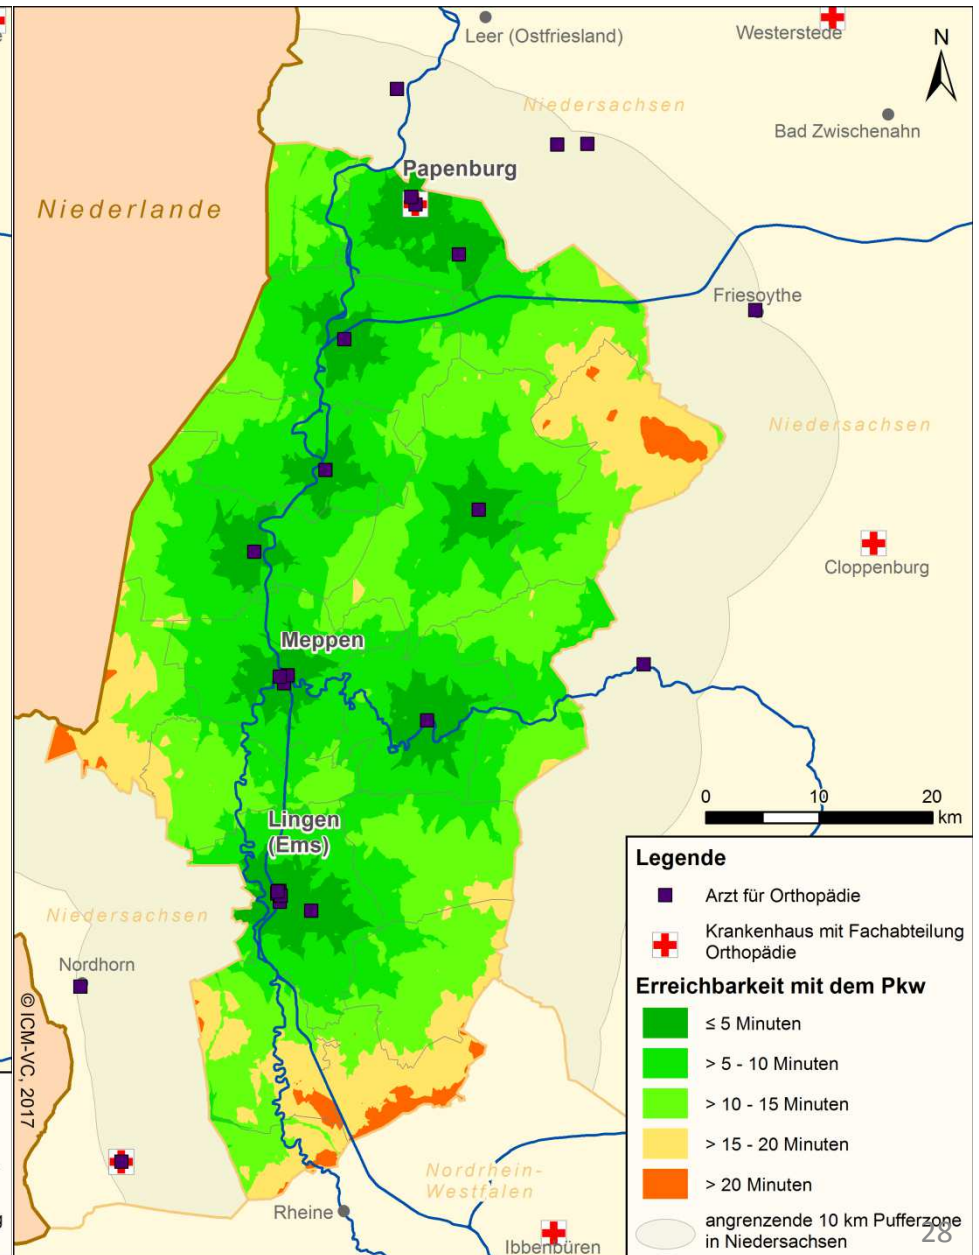 Leer (Ostfriesland)
Westerstede
N
Niedersachsen
Bad Zwischenahn
Papenburg
Niederlande
Friesoythe
Niedersachsen
Cloppenburg
Meppen
0 10 20
km
Lingen
(Ems)
Niedersachsen
Nordhorn
© ICM-VC, 2017
Nordrhein-
Westfalen
Rheine
Ibbenbüren
Legende
Arzt für Orthopädie
Krankenhaus mit Fachabteilung
Orthopädie
Erreichbarkeit mit dem Pkw
≤ 5 Minuten
> 5 - 10 Minuten
> 10 - 15 Minuten
> 15 - 20 Minuten
> 20 Minuten
angrenzende 10 km Pufferzone
in Niedersachsen
28